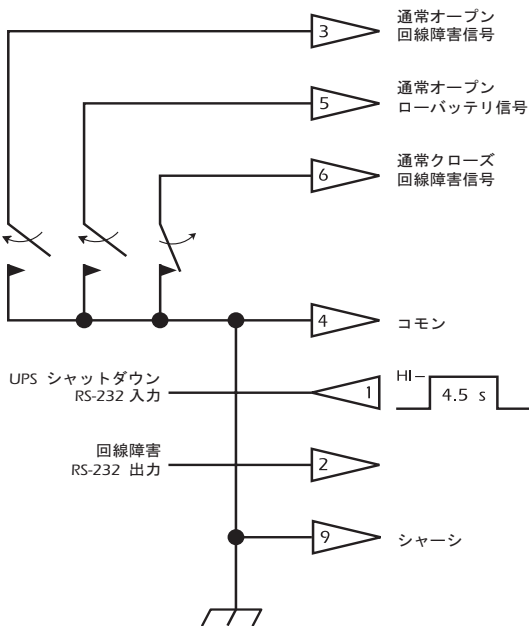 3
通常オープン
回線障害信号
5
通常オープン
ローバッテリ信号
6
通常クローズ
回線障害信号
4
コモン
UPS シャットダウン
RS-232 入力
1
HI
4.5 s
回線障害
RS-232 出力
2
9
シャーシ